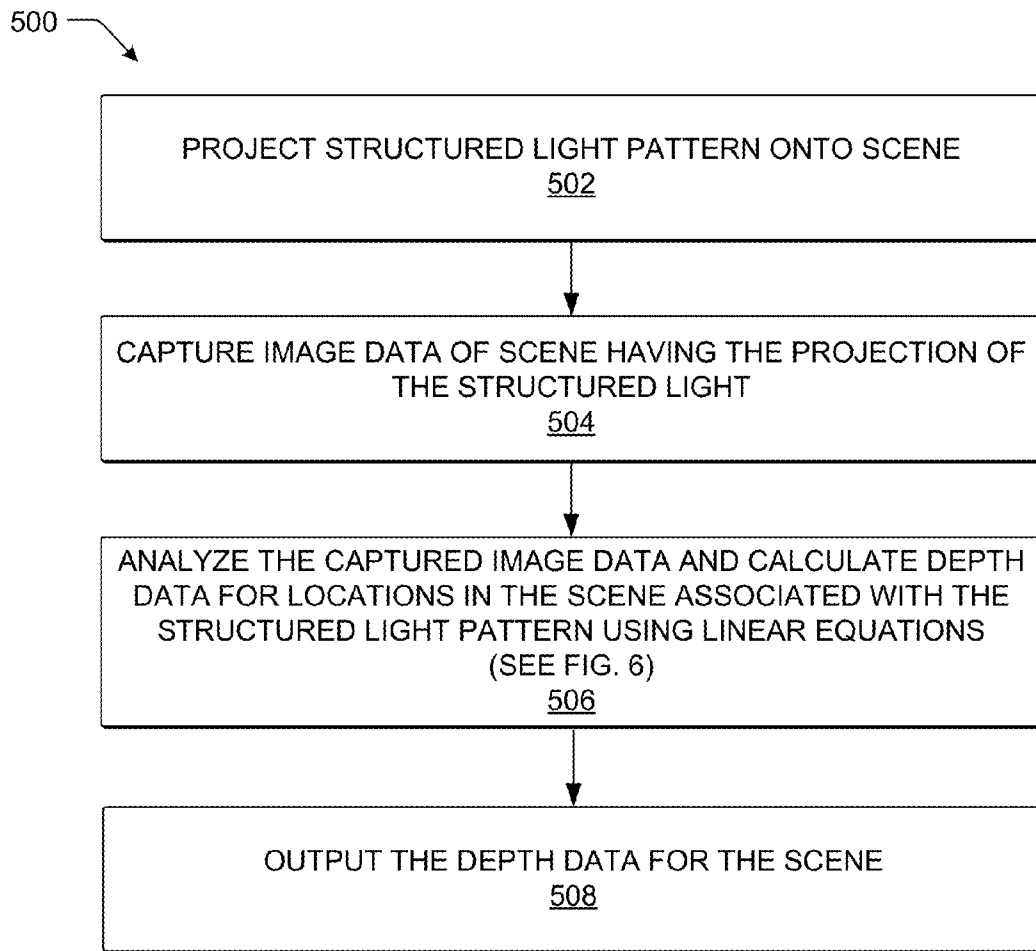 500
PROJECT STRUCTURED LIGHT PATTERN ONTO SCENE
502
CAPTURE IMAGE DATA OF SCENE HAVING THE PROJECTION OF
THE STRUCTURED LIGHT
504
ANALYZE THE CAPTURED IMAGE DATA AND CALCULATE DEPTH
DATA FOR LOCATIONS IN THE SCENE ASSOCIATED WITH THE
STRUCTURED LIGHT PATTERN USING LINEAR EQUATIONS
(SEE FIG. 6)
506
OUTPUT THE DEPTH DATA FOR THE SCENE
508